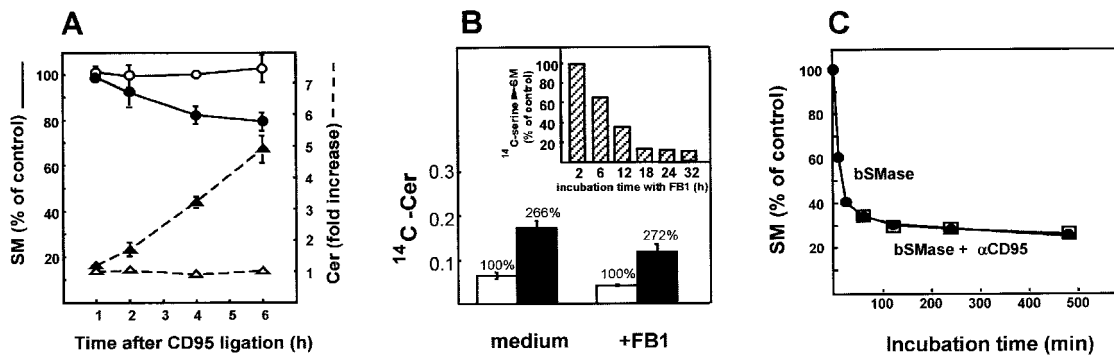 A
SM (% of control)
100
80
60
40
20
7
6
5
4
3
2
1
Cer (fold increase)
1 2 4 6
Time after CD95 ligation (h)
B
14C-serine ►SM
(% of control)
100
80
60
40
20
2 6 12 18 24 32
incubation time with FB1 (h)
14C-Cer
0.3
0.2
0.1
100%
266%
100%
272%
medium
+FB1
C
SM (% of control)
100
80
60
40
20
bSMase
bSMase + αCD95
100 200 300 400 500
Incubation time (min)